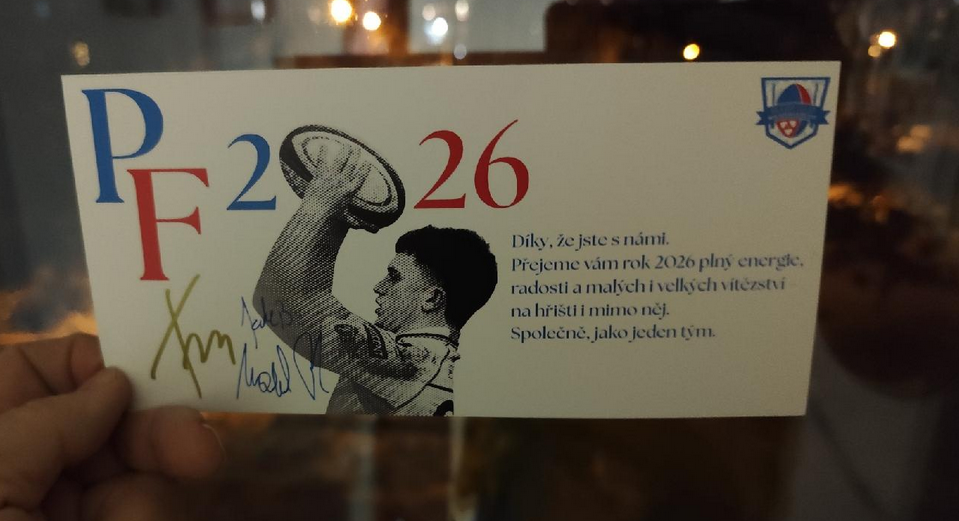 PF 2026
Díky, že jste s námi.
Přejeme vám rok 2026 plný energie,
radosti a malých i velkých vítězství
na hřišti i mimo něj.
Společně, jako jeden tým.